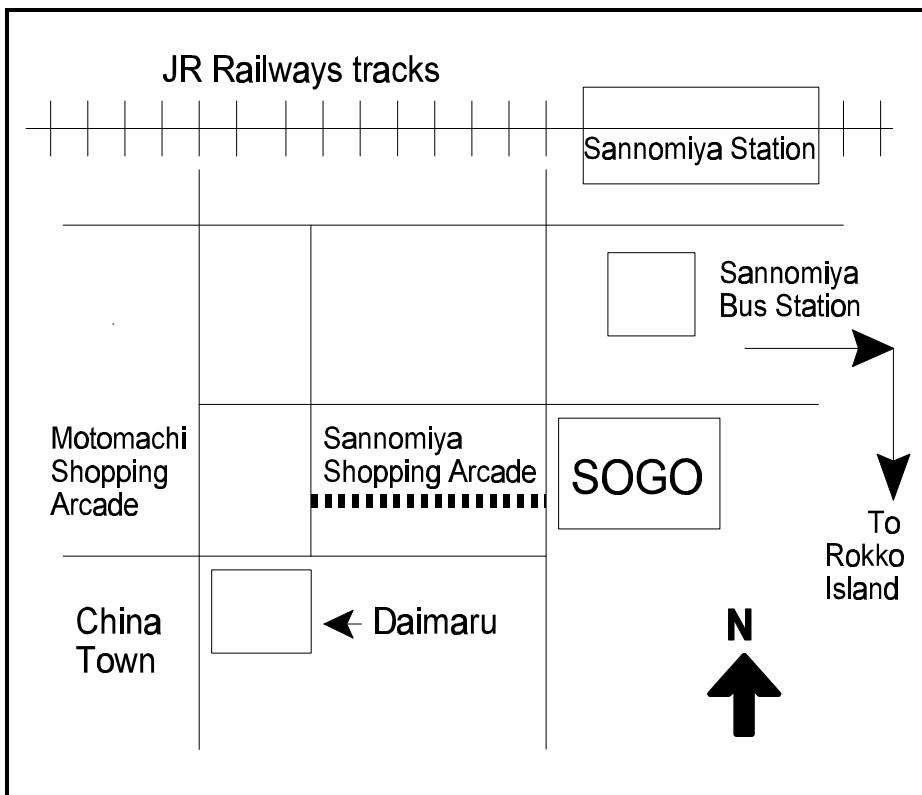 JR Railways tracks
Sannomiya Station
Sannomiya
Bus Station
Motomachi
Shopping
Arcade
Sannomiya
Shopping Arcade
SOGO
To
Rokko
Island
China
Town
Daimaru
N